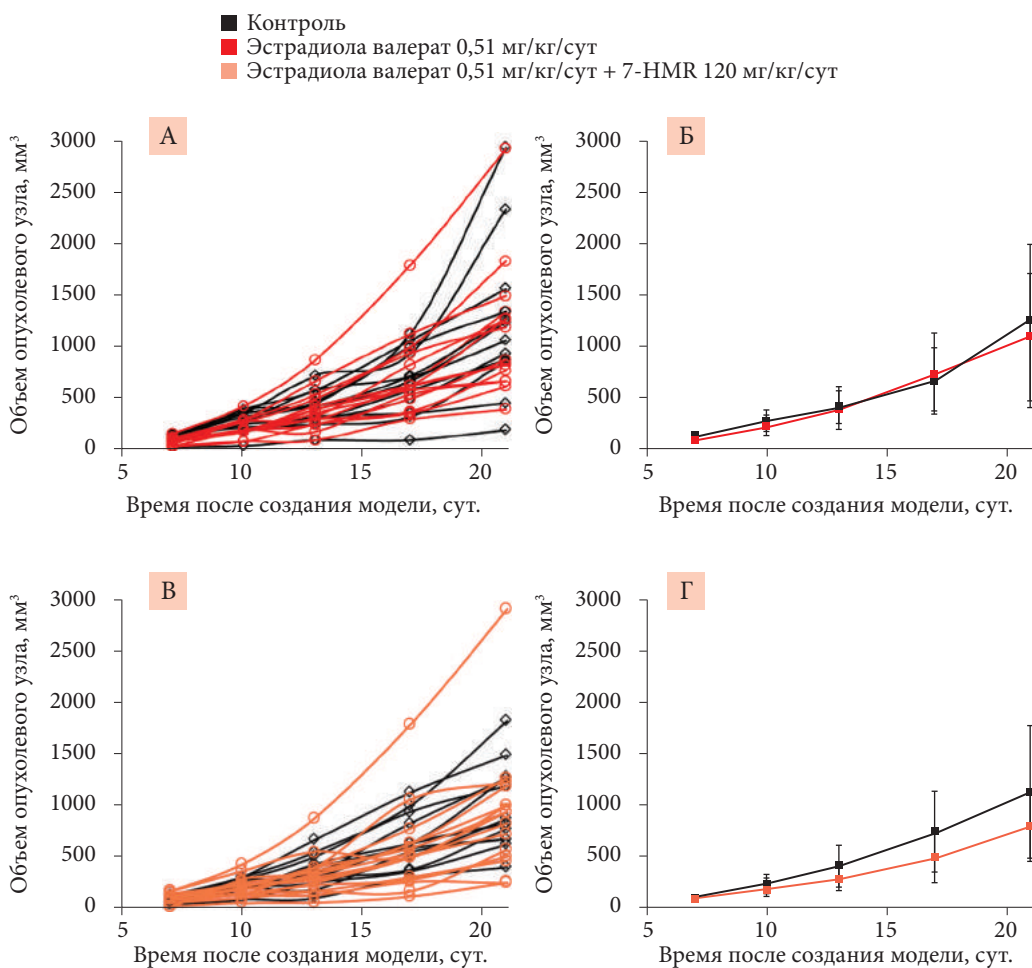 Контроль
Эстрадиола валерат 0,51 мг/кг/сут
Эстрадиола валерат 0,51 мг/кг/сут + 7-HMR 120 мг/кг/сут
А
Объем опухолевого узла, мм³
3000
2500
2000
1500
1000
500
0
5 10 15 20
Время после создания модели, сут.
Б
Объем опухолевого узла, мм³
3000
2500
2000
1500
1000
500
0
5 10 15 20
Время после создания модели, сут.
В
Объем опухолевого узла, мм³
3000
2500
2000
1500
1000
500
0
5 10 15 20
Время после создания модели, сут.
Г
Объем опухолевого узла, мм³
3000
2500
2000
1500
1000
500
0
5 10 15 20
Время после создания модели, сут.